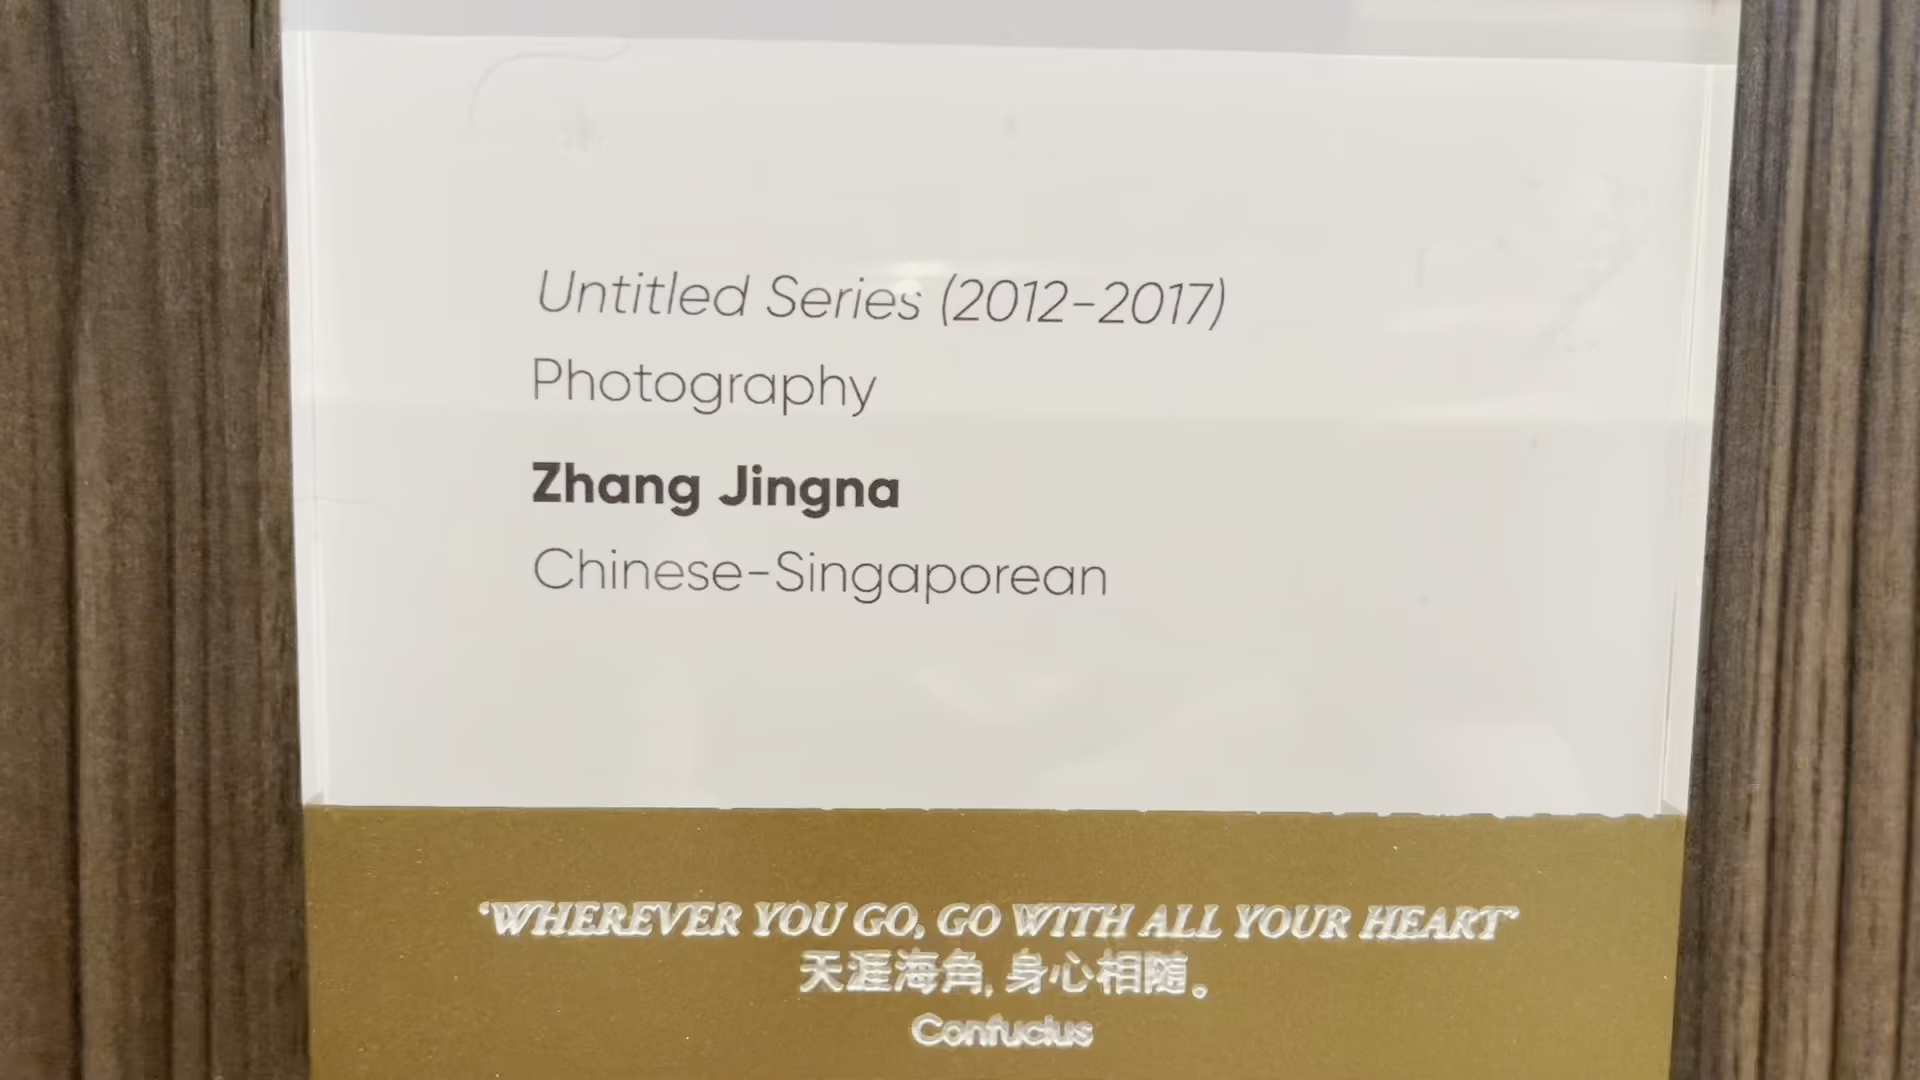 Untitled Series (2012-2017)
Photography
Zhang Jingna
Chinese-Singaporean
‘WHEREVER YOU GO, GO WITH ALL YOUR HEART’
天涯海角, 身心相随。
Confucius